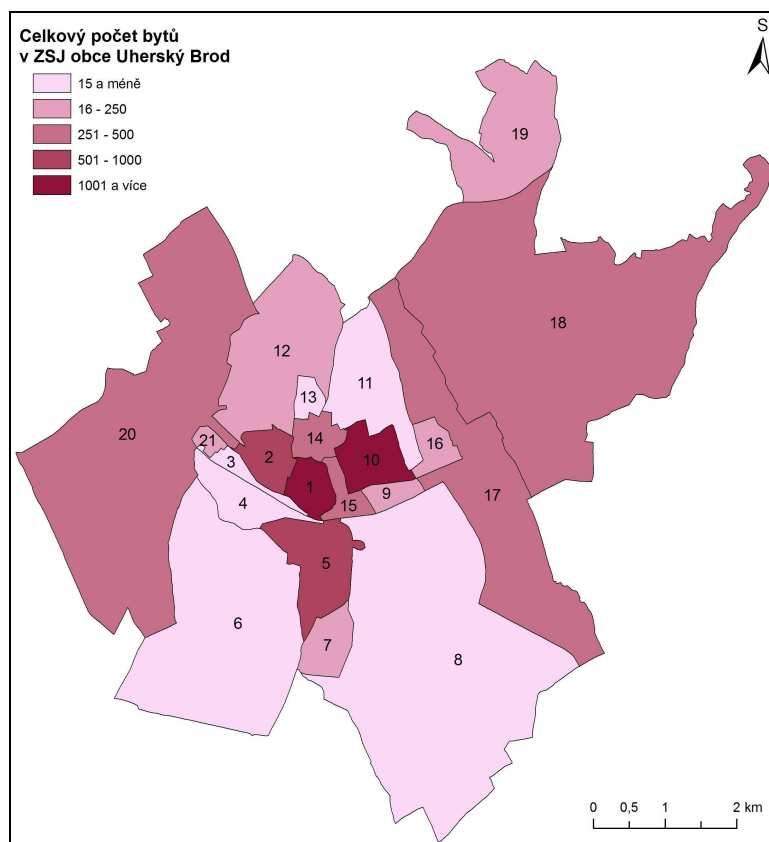 Celkový počet bytů
v ZSJ obce Uherský Brod
15 a méně
16 - 250
251 - 500
501 - 1000
1001 a více
S
19
18
12
11
13
20
14
16
21
2
3
10
1
9
17
15
4
5
6
7
8
0 0,5 1 2 km